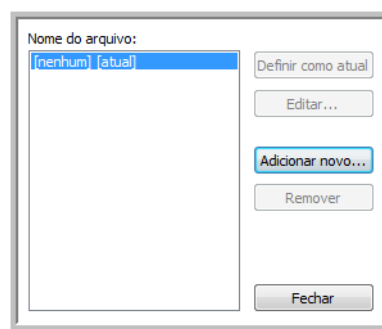 Nome do arquivo:
[nenhum] [atual]
Definir como atual
Editar...
Adicionar novo...
Remover
Fechar